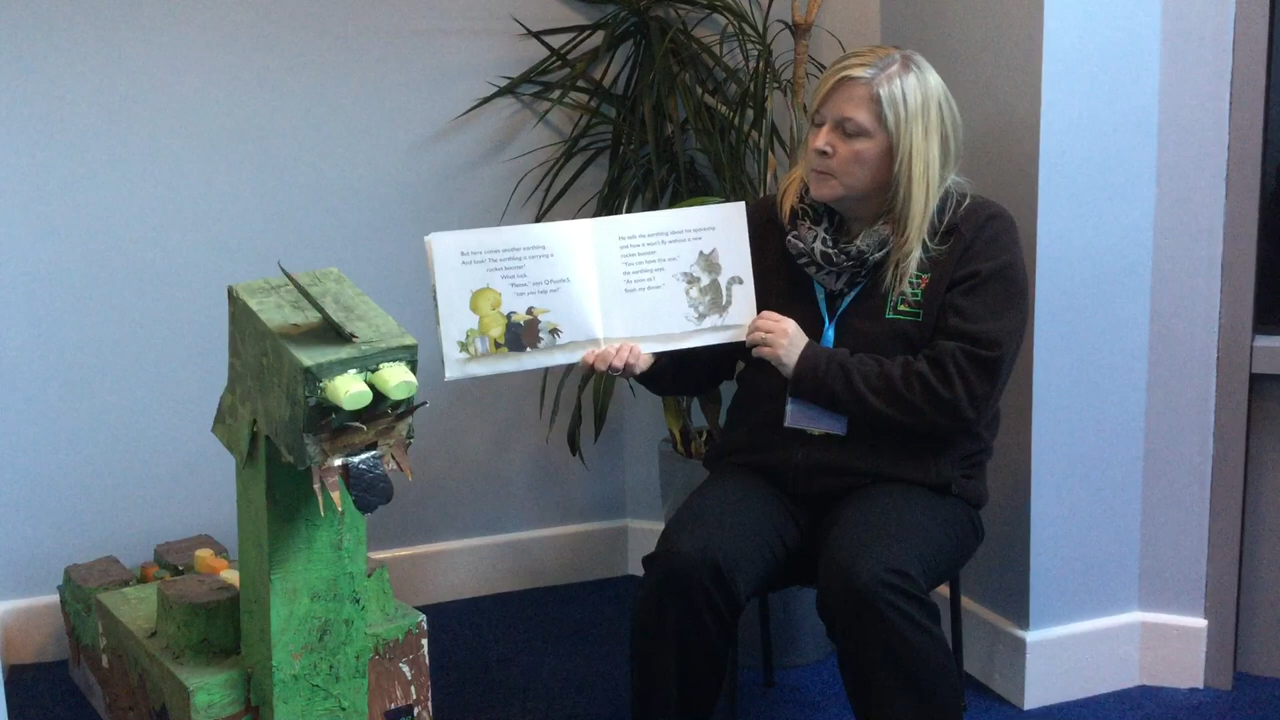 But here comes another earthling.
And look! The earthling is carrying a
rocket booster!
What luck.
"Please," says Q Pootle 5,
"can you help me?"
He tells the earthling about his spaceship
and how it won't fly without a new
rocket booster.
"You can have this one,"
the earthling says.
"As soon as I
finish my dinner."
E